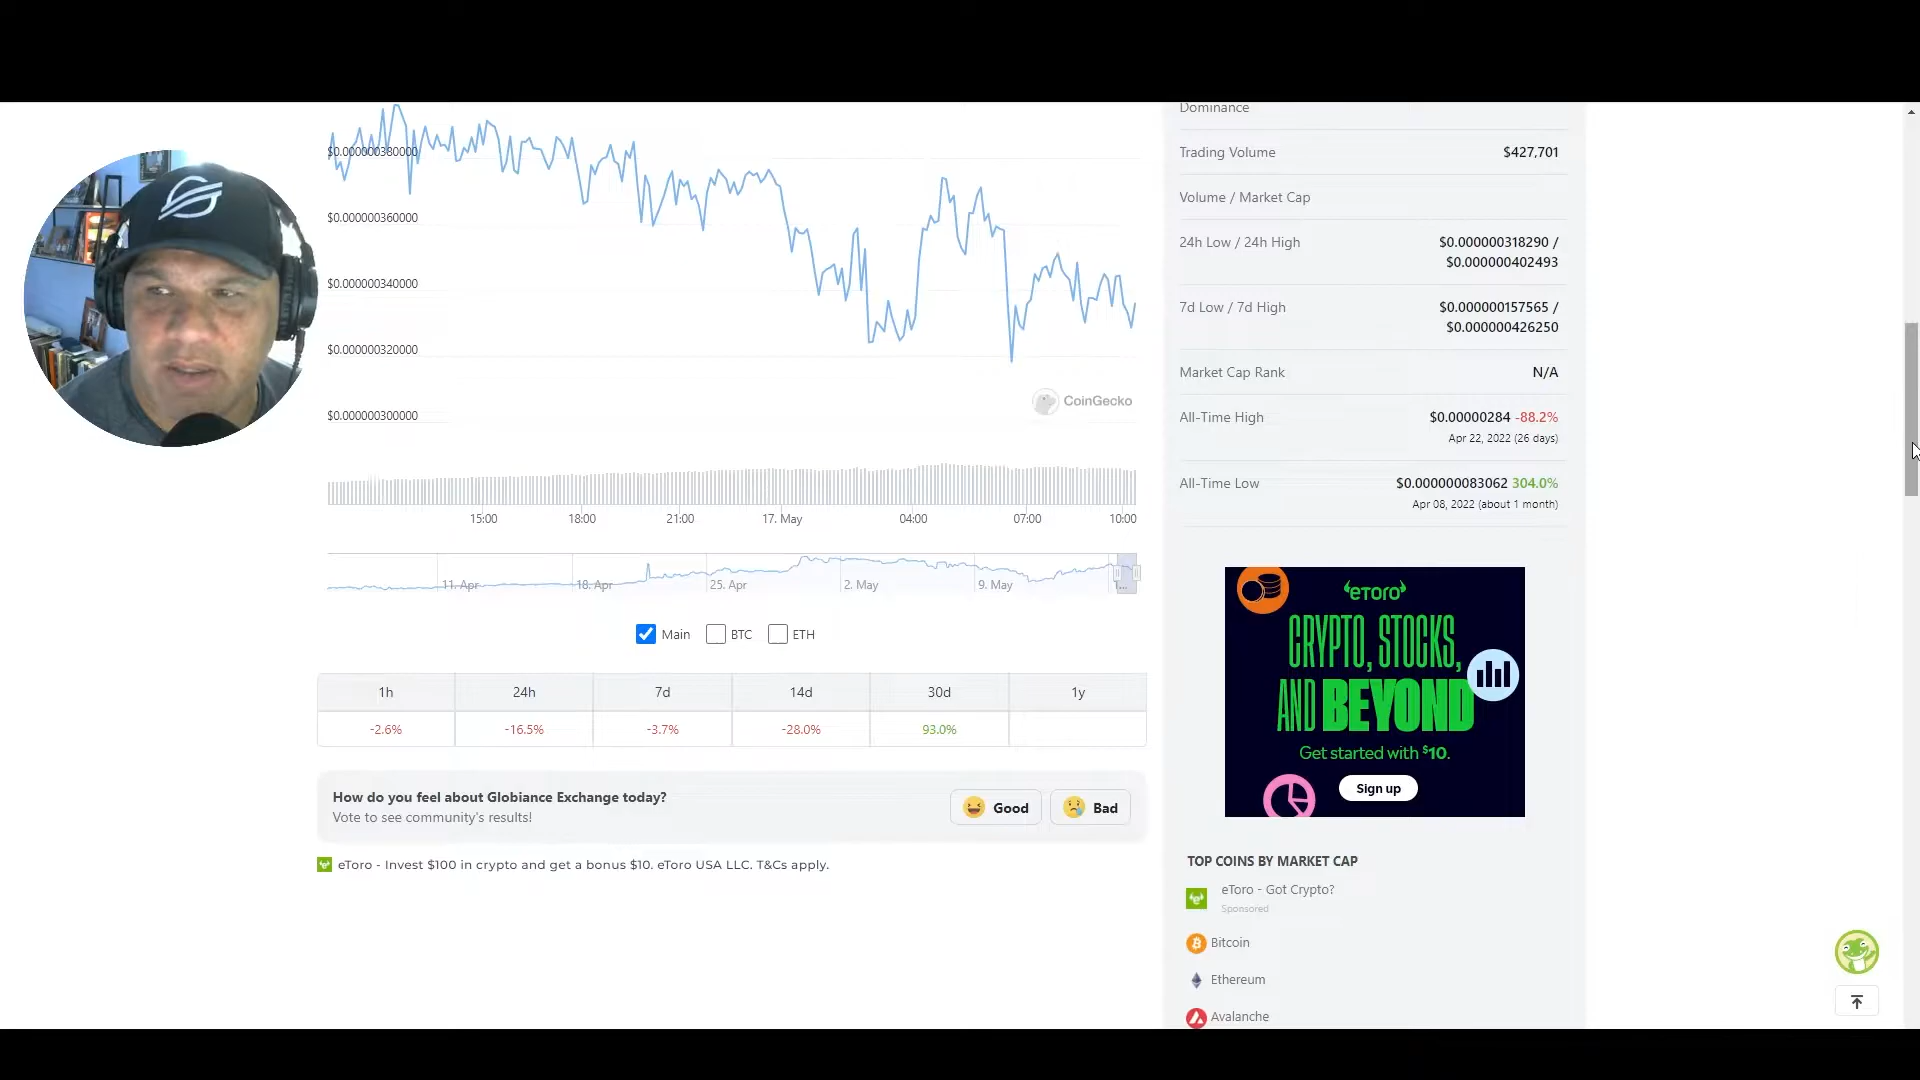 $0.000000380000
$0.000000360000
$0.000000340000
$0.000000320000
$0.000000300000
CoinGecko
15:00 18:00 21:00 17. May 04:00 07:00 10:00
11. Apr 18. Apr 25. Apr 2. May 9. May
Main BTC ETH
1h 24h 7d 14d 30d 1y
-2.6% -16.5% -3.7% -28.0% 93.0%
How do you feel about Globiance Exchange today?
Vote to see community's results!
Good Bad
eToro - Invest $100 in crypto and get a bonus $10. eToro USA LLC. T&Cs apply.
Dominance
Trading Volume $427,701
Volume / Market Cap
24h Low / 24h High $0.000000318290 /
$0.000000402493
7d Low / 7d High $0.000000157565 /
$0.000000426250
Market Cap Rank N/A
All-Time High $0.00000284 -88.2%
Apr 22, 2022 (26 days)
All-Time Low $0.000000083062 304.0%
Apr 08, 2022 (about 1 month)
eToro
CRYPTO, STOCKS,
AND BEYOND
Get started with $10.
Sign up
TOP COINS BY MARKET CAP
eToro - Got Crypto?
Sponsored
Bitcoin
Ethereum
Avalanche